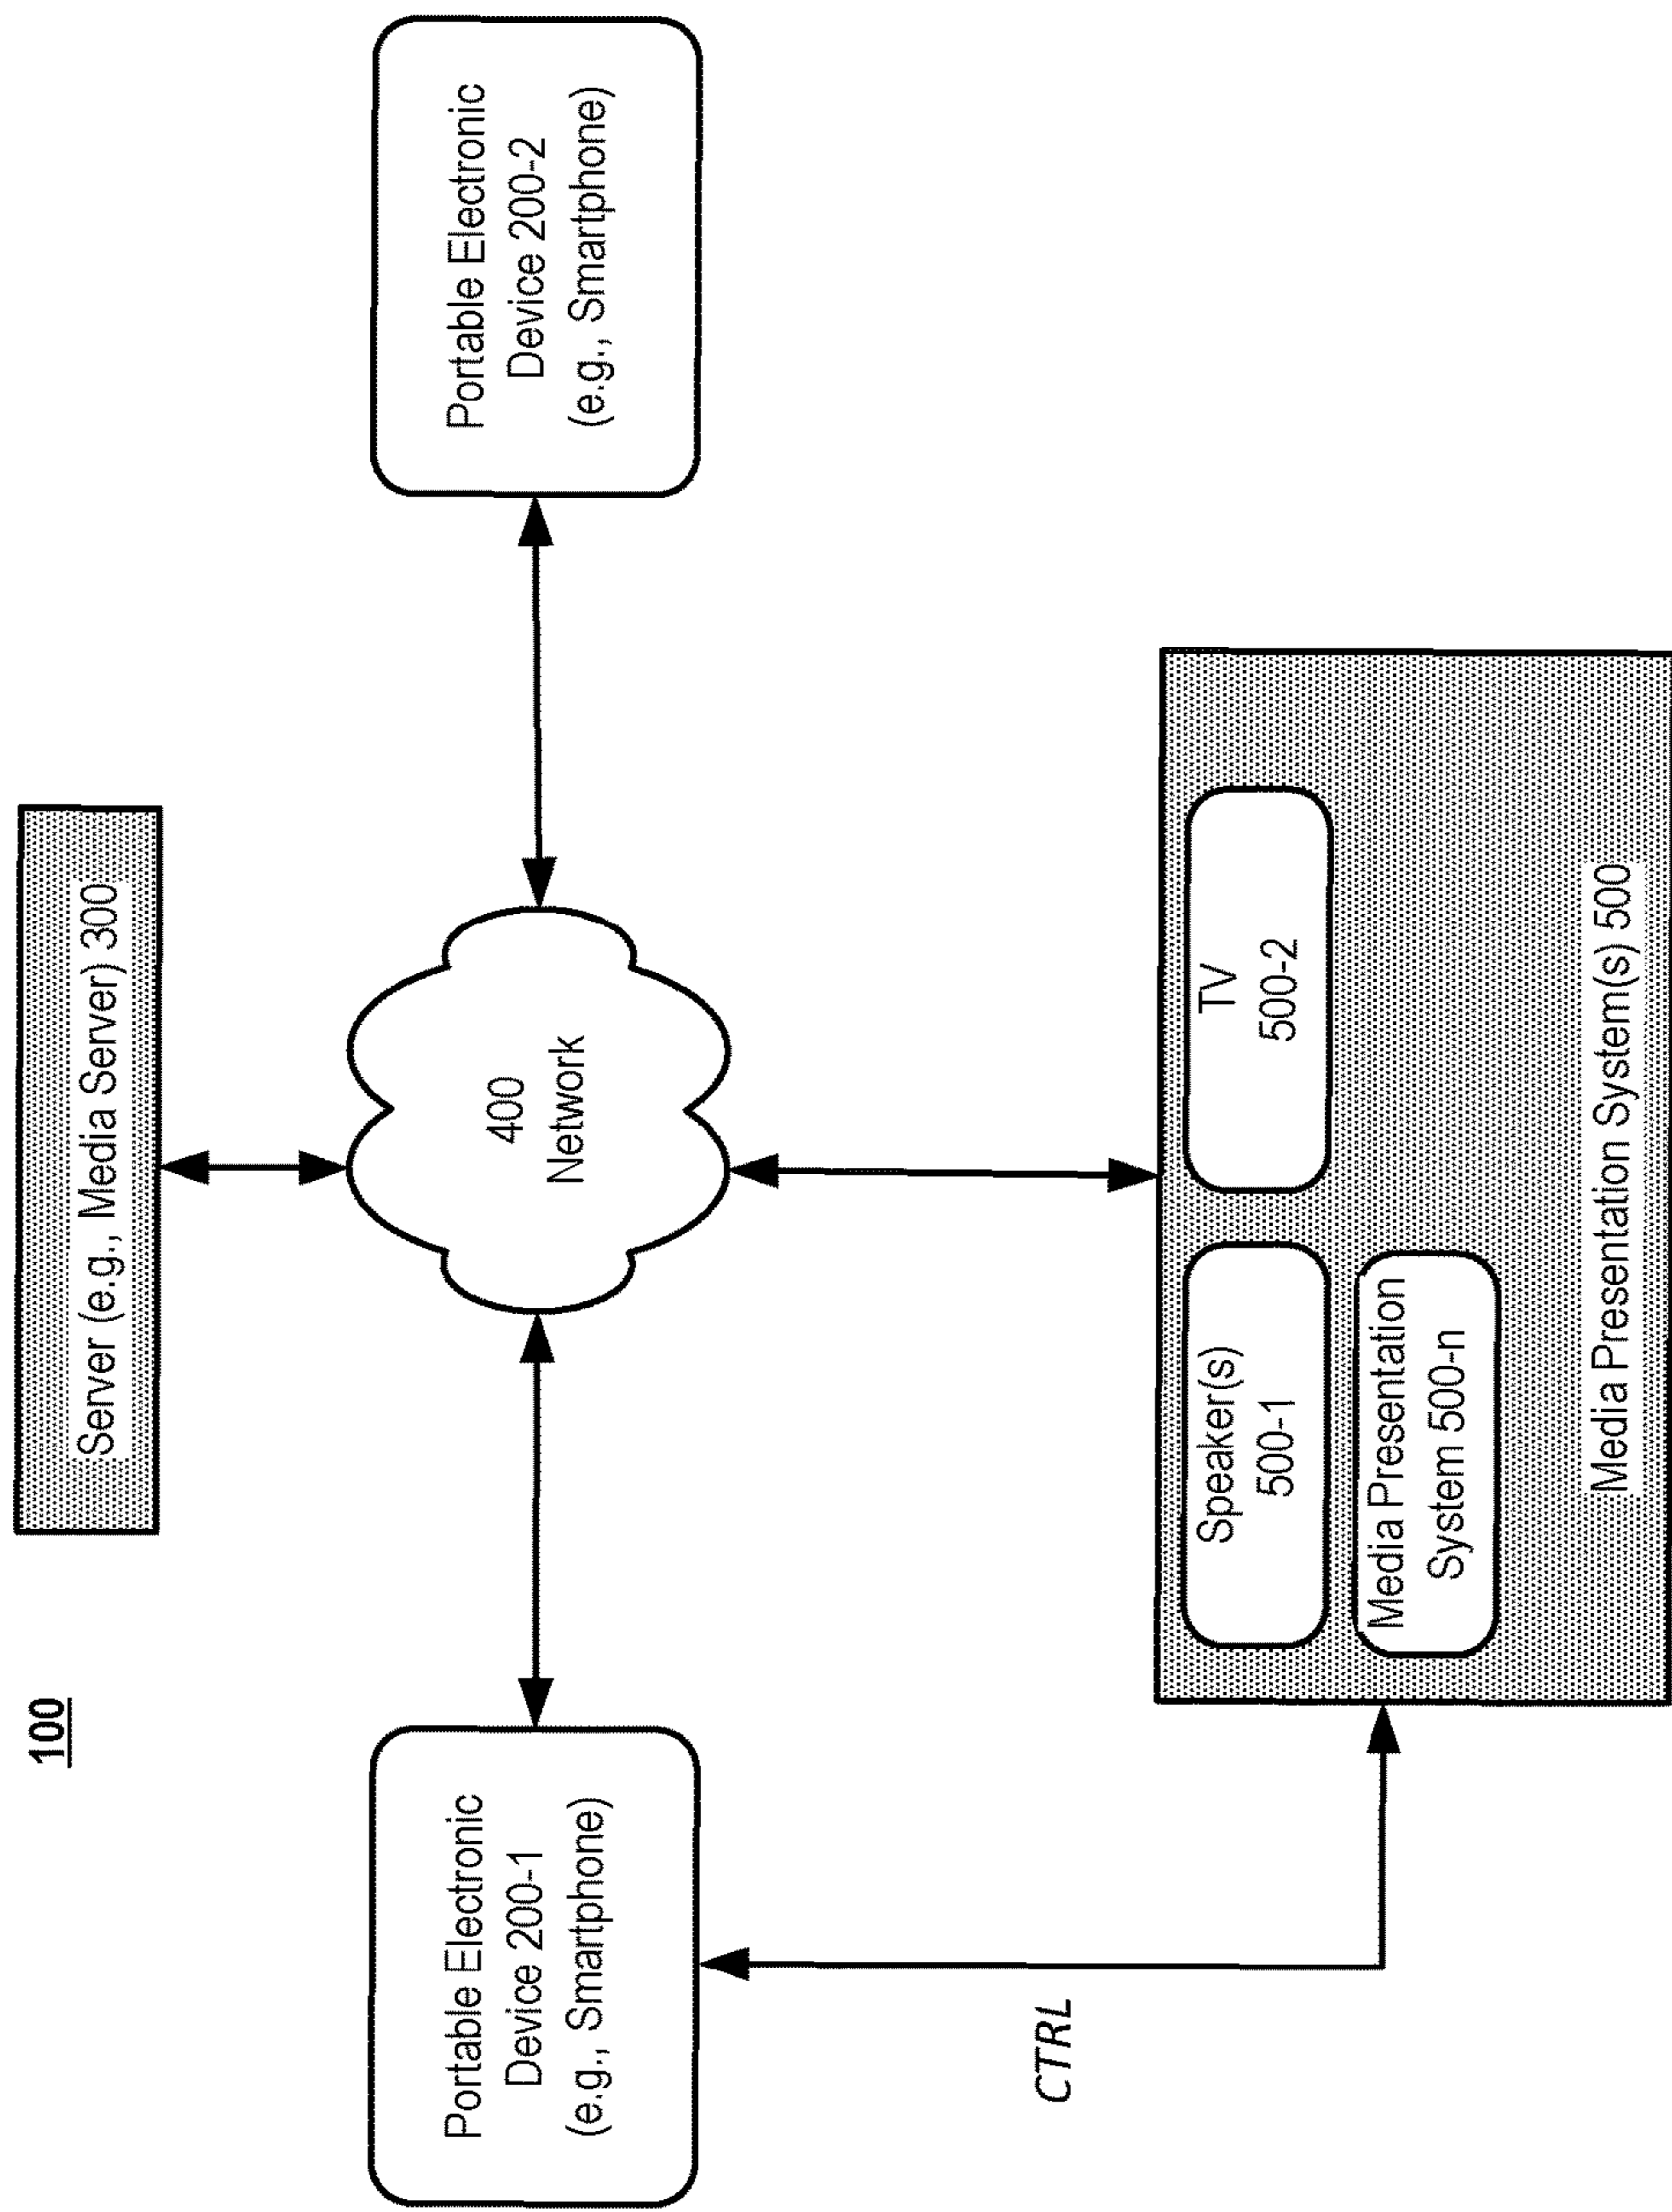 100
Server (e.g., Media Server) 300
Portable Electronic
Device 200-1
(e.g., Smartphone)
400
Network
Portable Electronic
Device 200-2
(e.g., Smartphone)
CTRL
Speaker(s)
500-1
TV
500-2
Media Presentation
System 500-n
Media Presentation System(s) 500